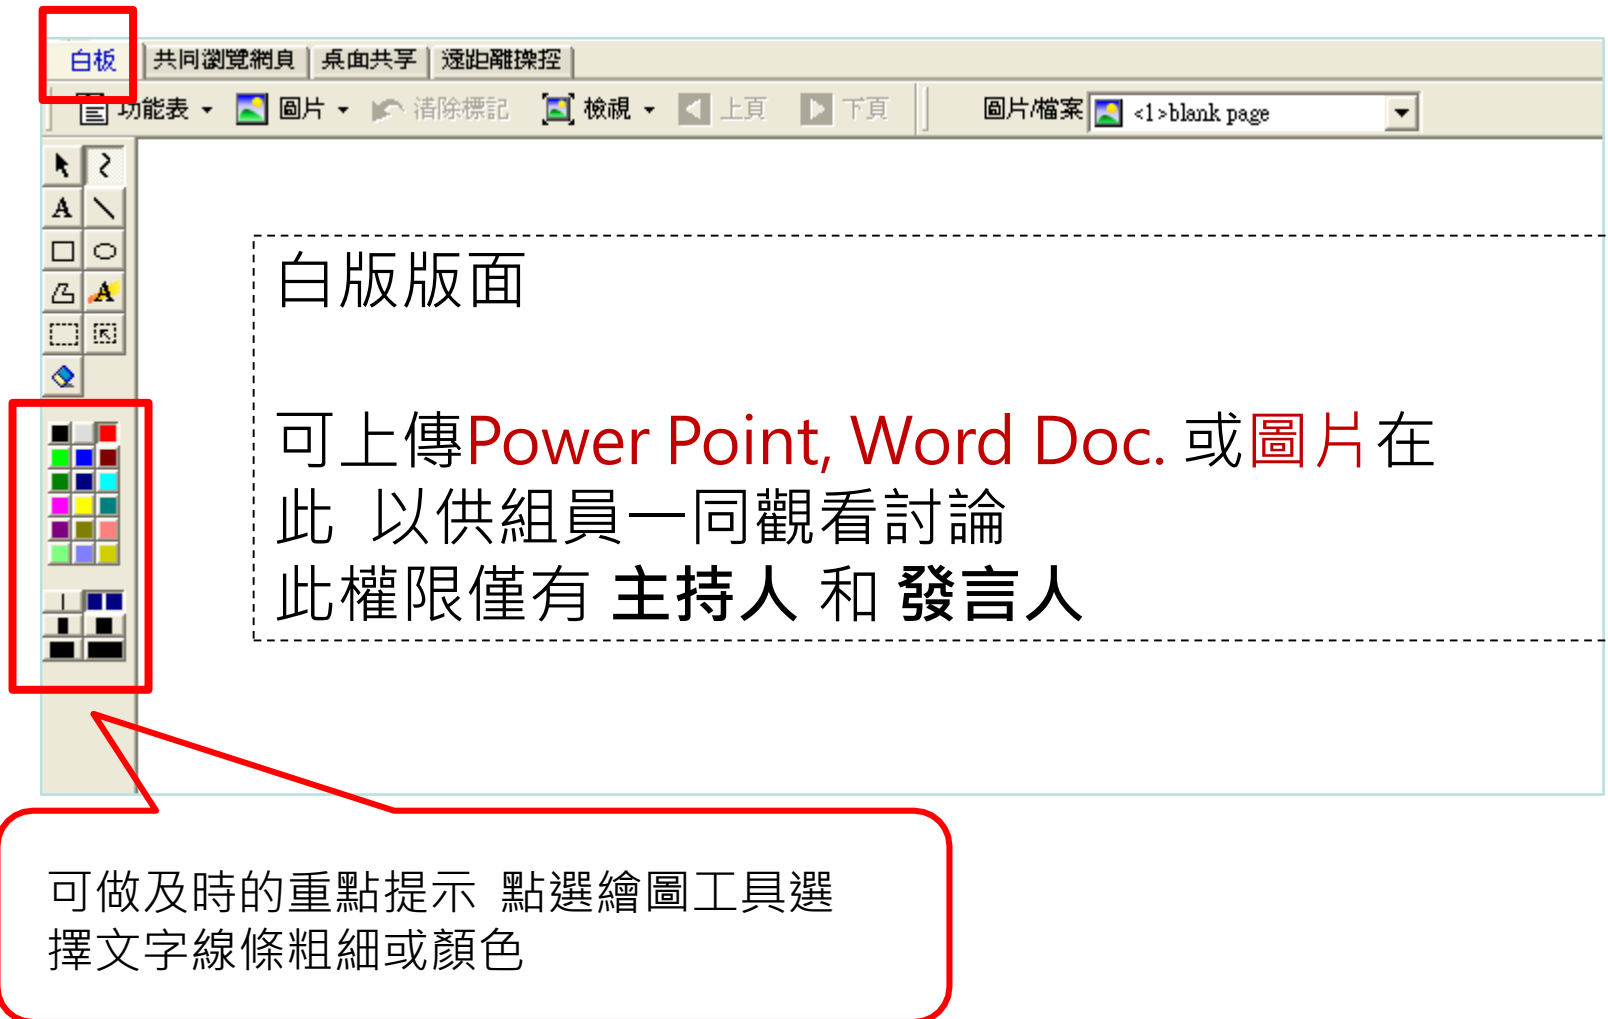 白板 共同瀏覽網頁 桌面共享 遠距離操控
功能表 圖片 清除標記 檢視 上頁 下頁 圖片/檔案 <1>blank page
白版版面
可上傳Power Point, Word Doc. 或圖片在
此 以供組員一同觀看討論
此權限僅有 主持人 和 發言人
可做及時的重點提示 點選繪圖工具選
擇文字線條粗細或顏色